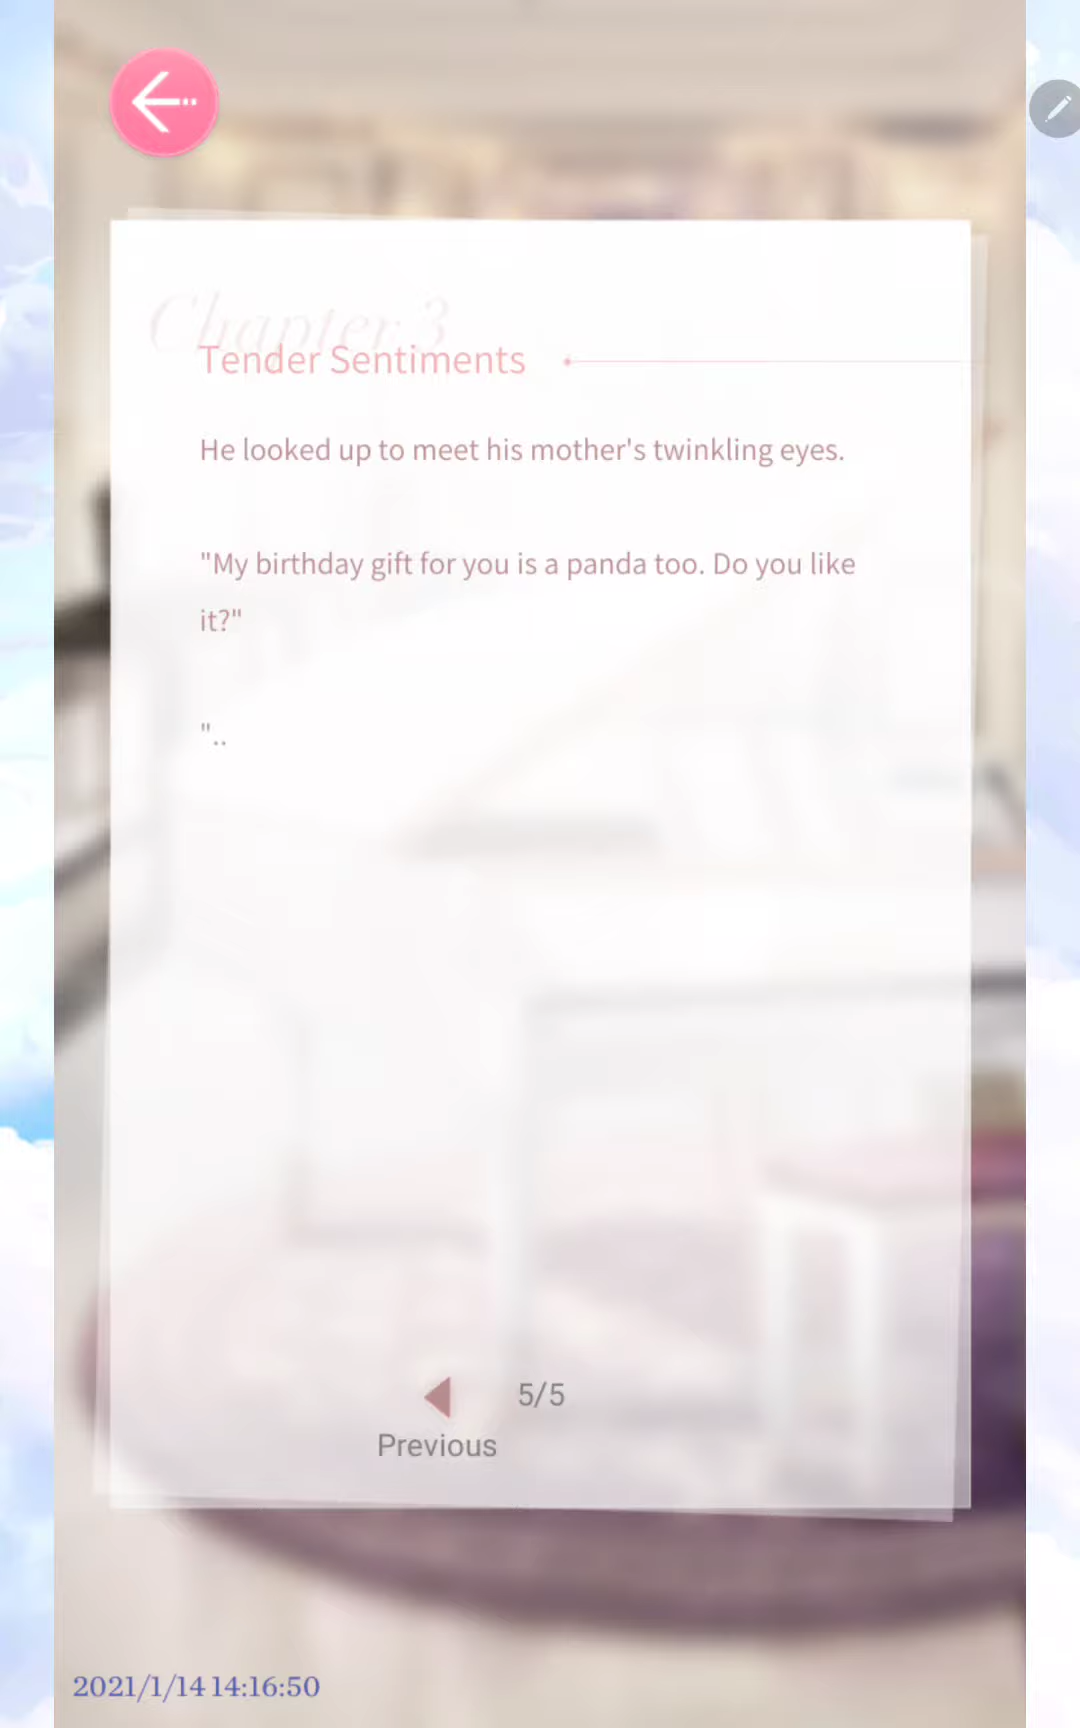 Chapter 3
Tender Sentiments
He looked up to meet his mother's twinkling eyes.
"My birthday gift for you is a panda too. Do you like
it?"
"..
5/5
Previous
2021/1/14 14:16:50